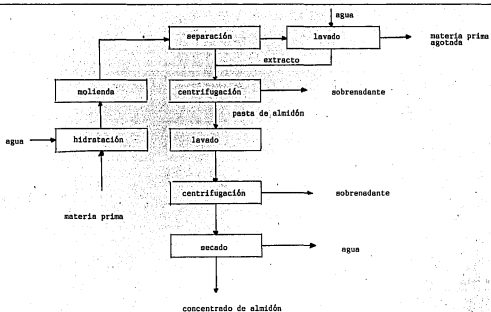 agua
separación
lavado
materia prima
agotada
extracto
molienda
centrifugación
sobrenadante
pasta de almidón
agua
hidratación
lavado
centrifugación
sobrenadante
materia prima
secado
agua
concentrado de almidón